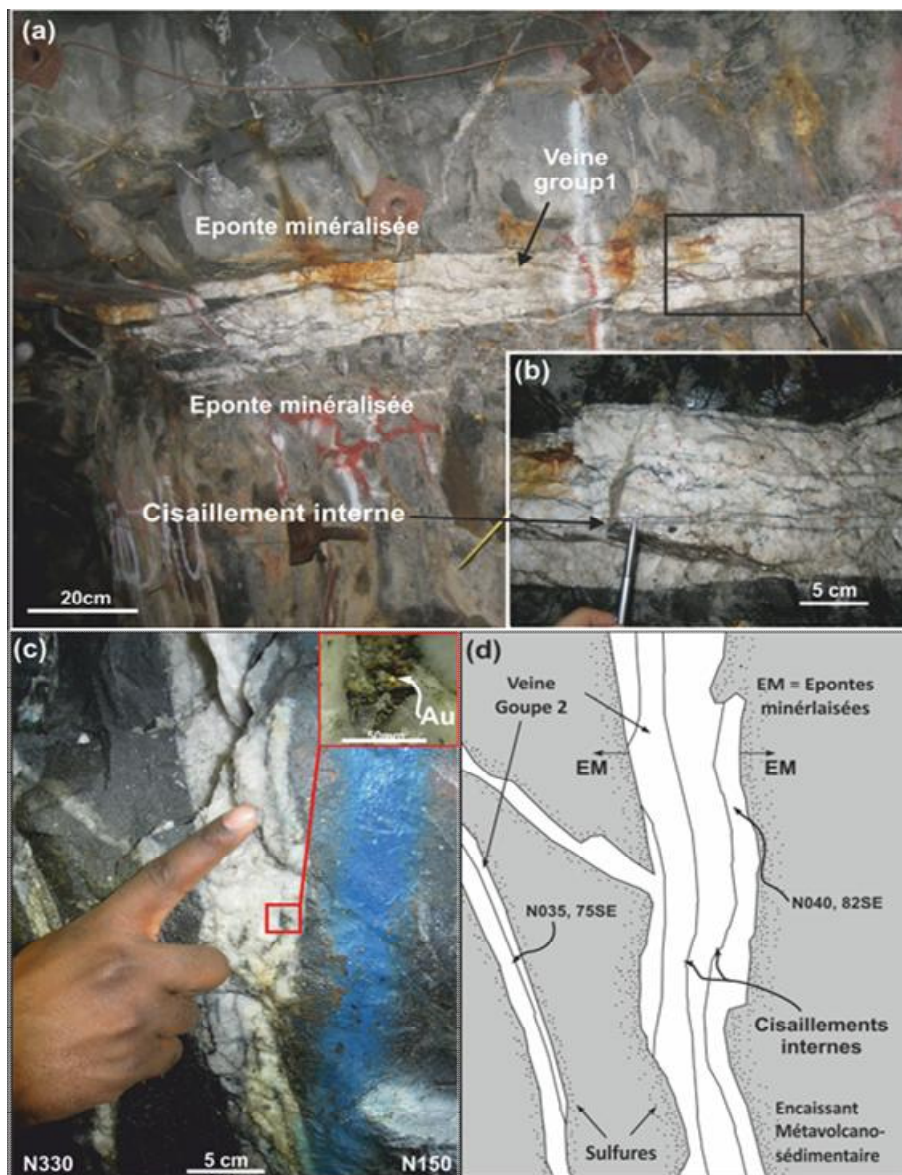 (a)
Veine
group1
Eponte minéralisée
Eponte minéralisée
Cisaillement interne
20cm
(b)
5 cm
(c)
Au
50mm
N330
5 cm
N150
(d)
Veine
Goupe 2
EM = Epontes
minérlaisées
EM
EM
N035, 75SE
N040, 82SE
Cisaillements
internes
Sulfures
Encaissant
Métavolcano-
sédimentaire